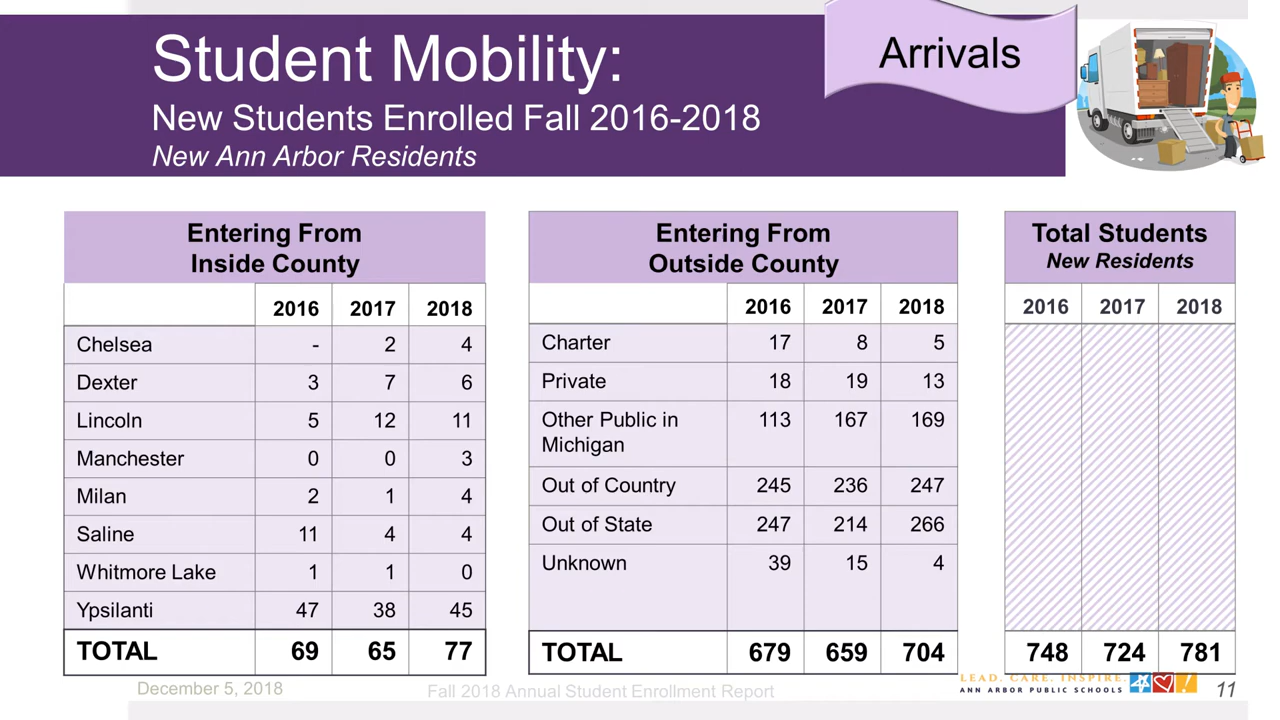 Student Mobility:
New Students Enrolled Fall 2016-2018
New Ann Arbor Residents
Arrivals
Entering From
Inside County
2016 2017 2018
Chelsea - 2 4
Dexter 3 7 6
Lincoln 5 12 11
Manchester 0 0 3
Milan 2 1 4
Saline 11 4 4
Whitmore Lake 1 1 0
Ypsilanti 47 38 45
TOTAL 69 65 77
Entering From
Outside County
2016 2017 2018
Charter 17 8 5
Private 18 19 13
Other Public in 113 167 169
Michigan
Out of Country 245 236 247
Out of State 247 214 266
Unknown 39 15 4
TOTAL 679 659 704
Total Students
New Residents
2016 2017 2018
748 724 781
December 5, 2018
Fall 2018 Annual Student Enrollment Report
LEAD. CARE. INSPIRE.
ANN ARBOR PUBLIC SCHOOLS
11